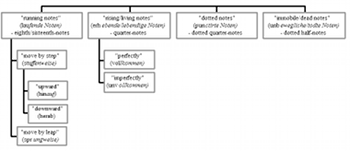 "running notes"
(laufende Noten)
- eighth/sixteenth-notes
"rising living notes"
- quarter-notes
"dotted notes"
(punctirte Noten)
- dotted quarter-notes
"immobile/dead notes"
- dotted half-notes
"move by step"
(stuffenweise)
"upward"
(hinauf)
"downward"
(herab)
"move by leap"
"perfectly"
(vollkommen)
"imperfectly"
(unvollkommen)